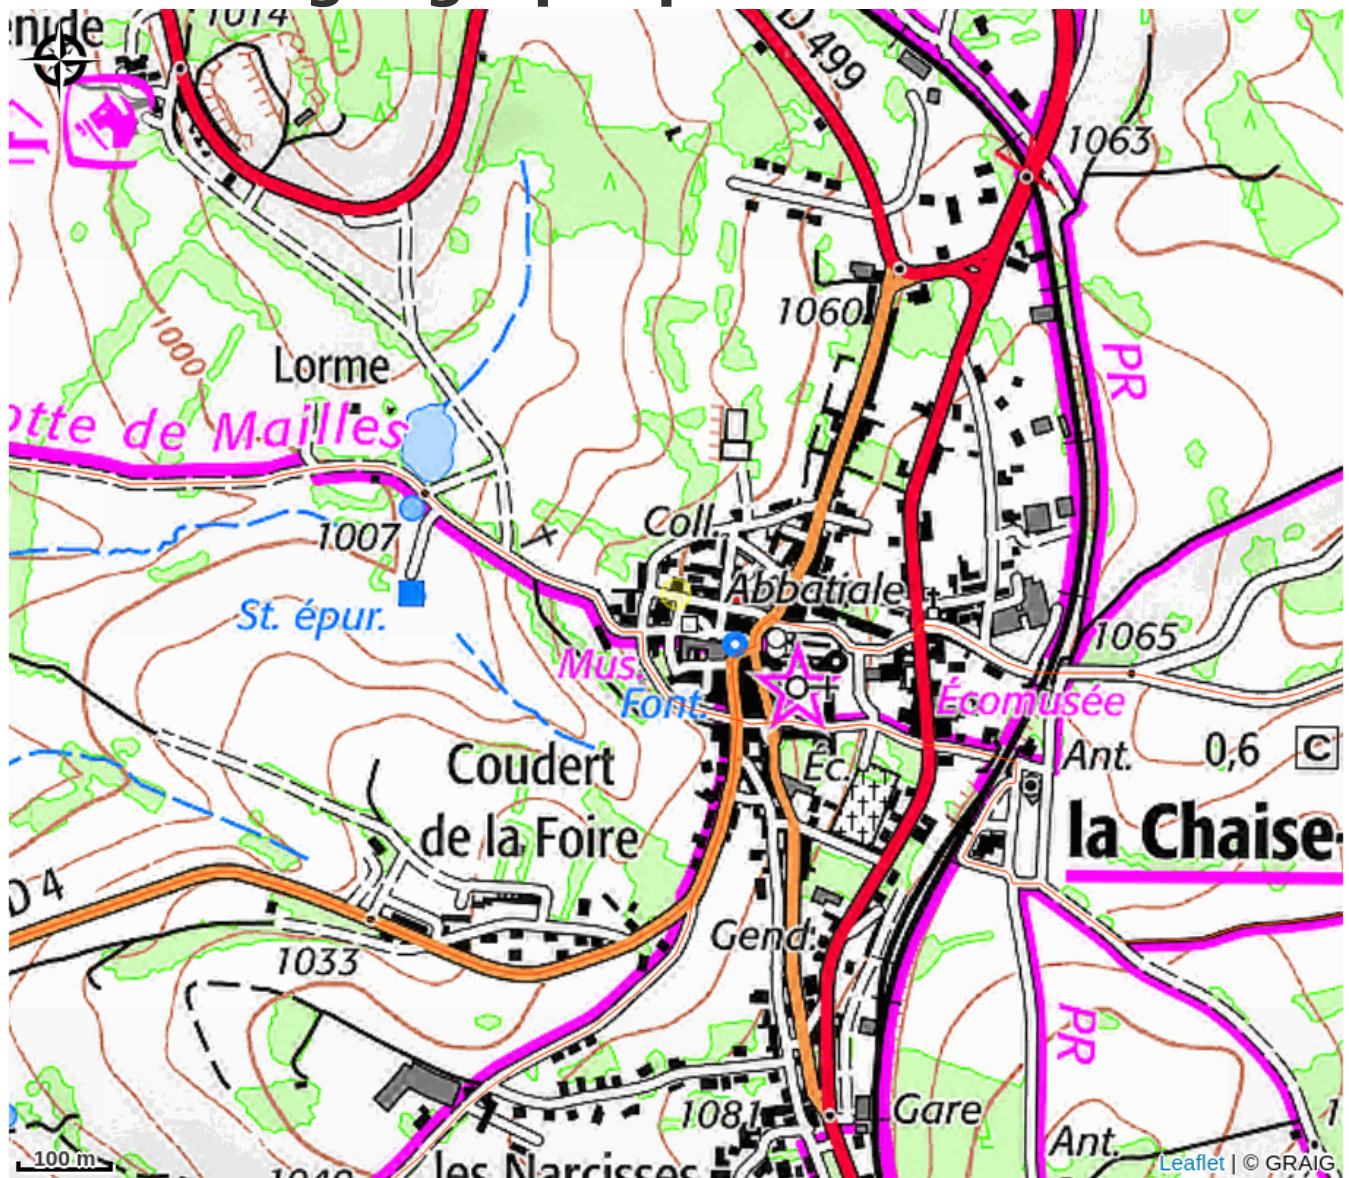 1014
D 499
1063
1060
1000
Lorme
PR
otte de Mailles
Coll.
1007
Abbatiale
St. épur.
1065
Mus.
Font.
Écomusée
Ant.
0,6 C
Coudert
de la Foire
Éc.
la Chaise-
D 4
Gend.
1033
PR
1081
Gare
Ant.
les Narcisses
100 m
Leaflet | © GRAIG